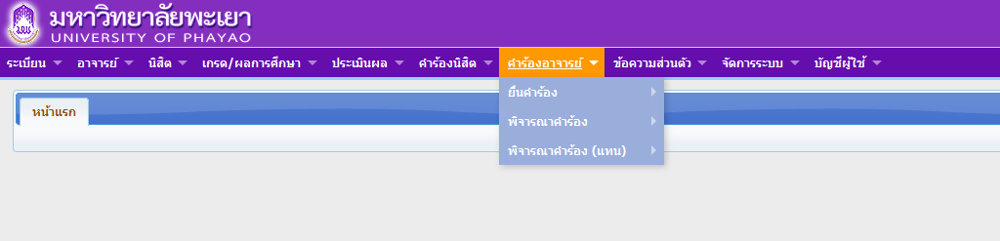 มหาวิทยาลัยพะเยา
UNIVERSITY OF PHAYAO
ระเบียน อาจารย์ นิสิต เกรด/ผลการศึกษา ประเมินผล คำร้องนิสิต คำร้องอาจารย์ ข้อความส่วนตัว จัดการระบบ บัญชีผู้ใช้
ยื่นคำร้อง
หน้าแรก
พิจารณาคำร้อง
พิจารณาคำร้อง (แทน)